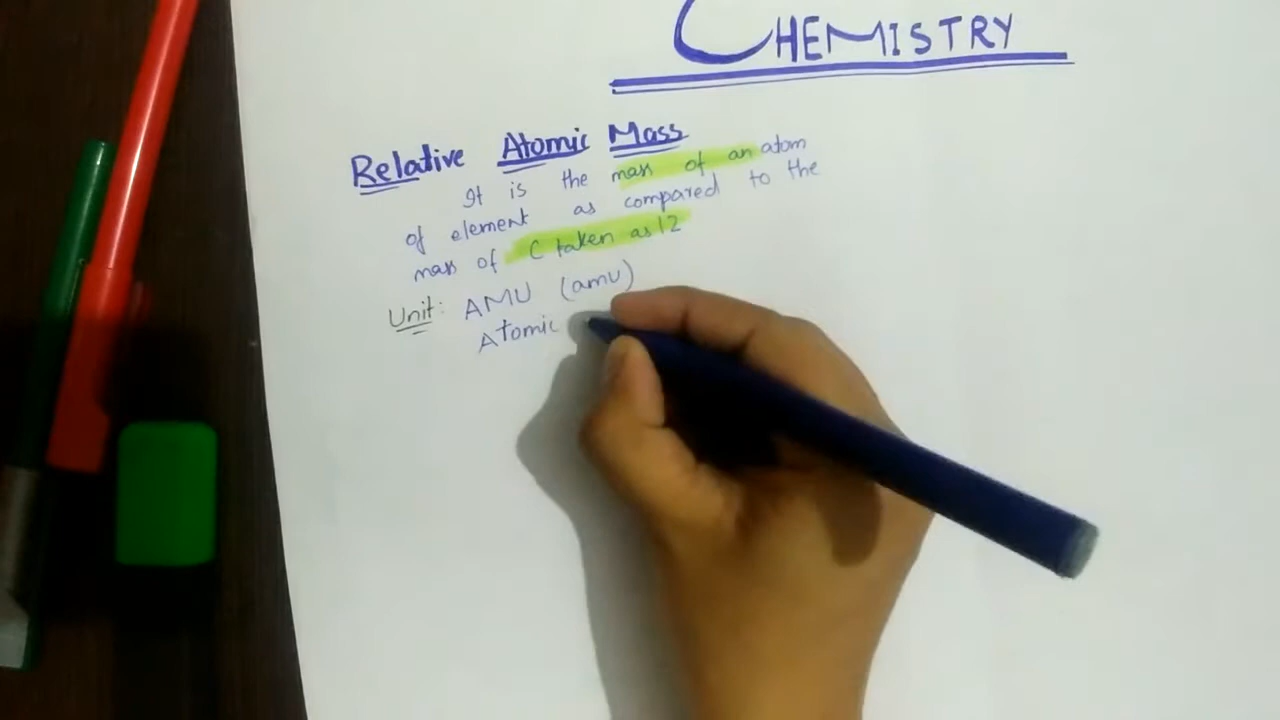 CHEMISTRY
Relative Atomic Mass
It is the mass of an atom
of element as compared to the
mass of C taken as 12
Unit: AMU (amu)
Atomic